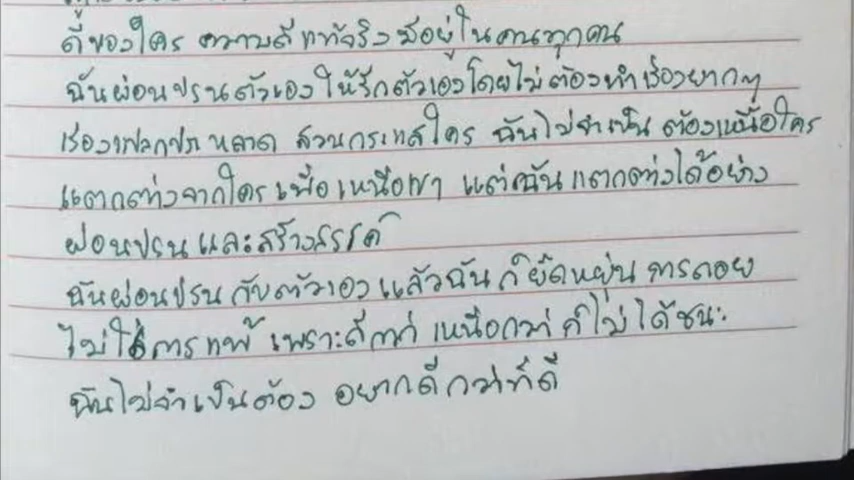 ดีของใคร ความดีแท้จริงมีอยู่ในคนทุกคน
ฉันผ่อนปรนตัวเอง ให้รักตัวเองโดยไม่ต้องทำเรื่องยากๆ
เรื่องแปลกประหลาด สวนกระแสใคร ฉันไม่จำเป็น ต้องเหนือใคร
แตกต่างจากใคร เพื่อเหนือเขา แต่ฉันแตกต่างได้อย่าง
ผ่อนปรน และสร้างสรรค์
ฉันผ่อนปรน กับตัวเอง แล้วฉัน ก็ยืดหยุ่น การถอย
ไม่ใช่การแพ้ เพราะดีกว่า เหนือกว่า ก็ไม่ได้ชนะ
ฉันไม่จำเป็นต้อง อยากดีกว่าที่ดี